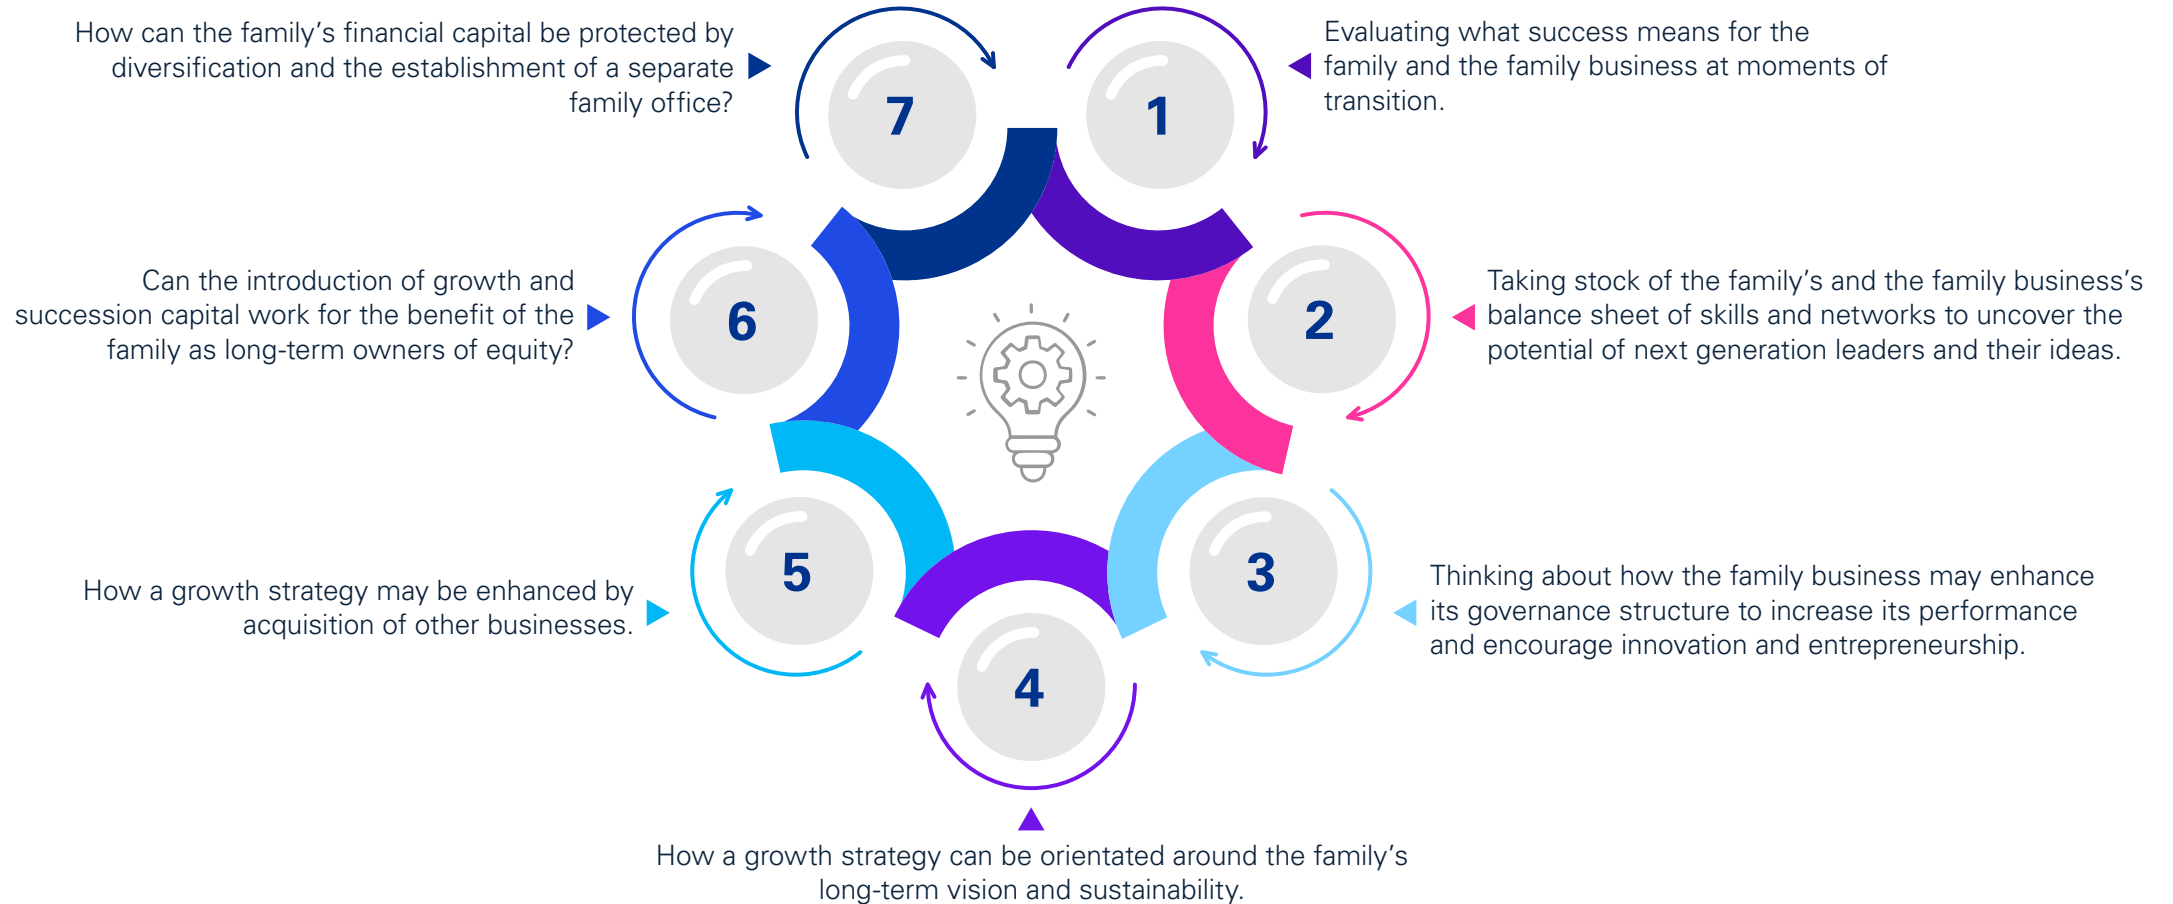 1
Evaluating what success means for the
family and the family business at moments of
transition.
2
Taking stock of the family’s and the family business’s
balance sheet of skills and networks to uncover the
potential of next generation leaders and their ideas.
3
Thinking about how the family business may enhance
its governance structure to increase its performance
and encourage innovation and entrepreneurship.
4
How a growth strategy can be orientated around the family’s
long-term vision and sustainability.
5
How a growth strategy may be enhanced by
acquisition of other businesses.
6
Can the introduction of growth and
succession capital work for the benefit of the
family as long-term owners of equity?
7
How can the family’s financial capital be protected by
diversification and the establishment of a separate
family office?